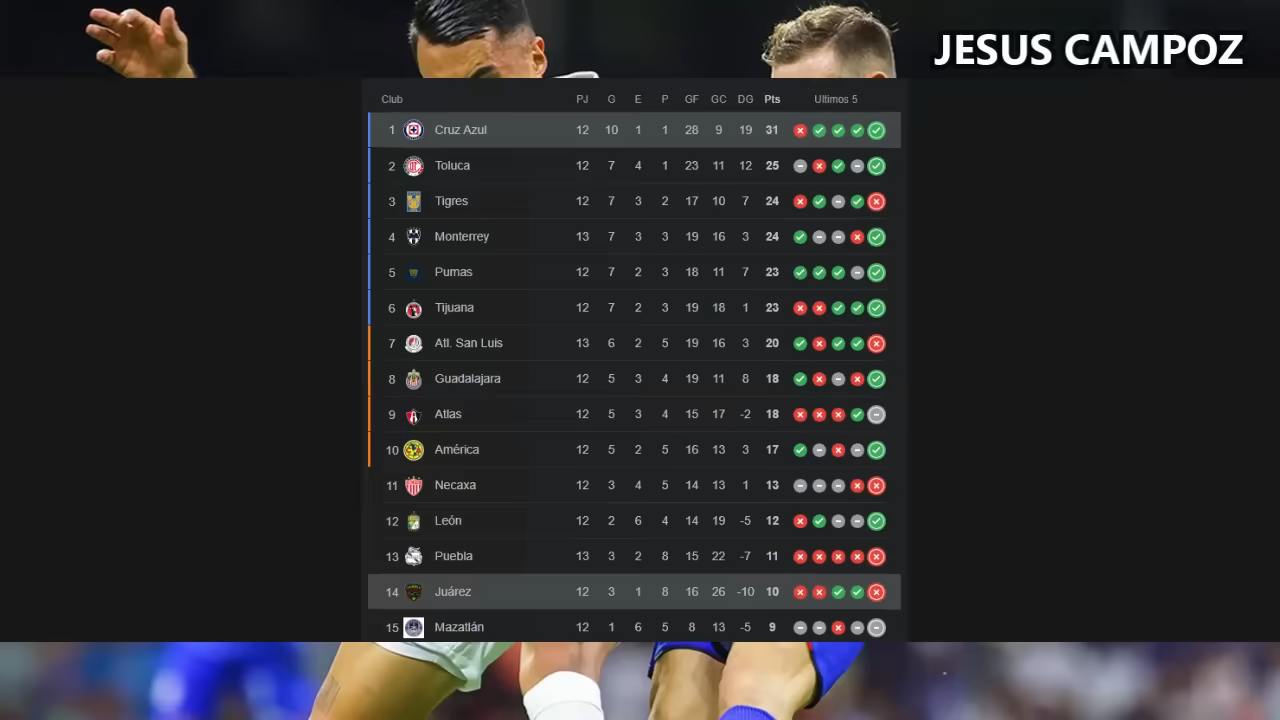 JESUS CAMPOZ
Club PJ G E P GF GC DG Pts Ultimos 5
1 Cruz Azul 12 10 1 1 28 9 19 31
2 Toluca 12 7 4 1 23 11 12 25
3 Tigres 12 7 3 2 17 10 7 24
4 Monterrey 13 7 3 3 19 16 3 24
5 Pumas 12 7 2 3 18 11 7 23
6 Tijuana 12 7 2 3 19 18 1 23
7 Atl. San Luis 13 6 2 5 19 16 3 20
8 Guadalajara 12 5 3 4 19 11 8 18
9 Atlas 12 5 3 4 15 17 -2 18
10 América 12 5 2 5 16 13 3 17
11 Necaxa 12 3 4 5 14 13 1 13
12 León 12 2 6 4 14 19 -5 12
13 Puebla 13 3 2 8 15 22 -7 11
14 Juárez 12 3 1 8 16 26 -10 10
15 Mazatlán 12 1 6 5 8 13 -5 9